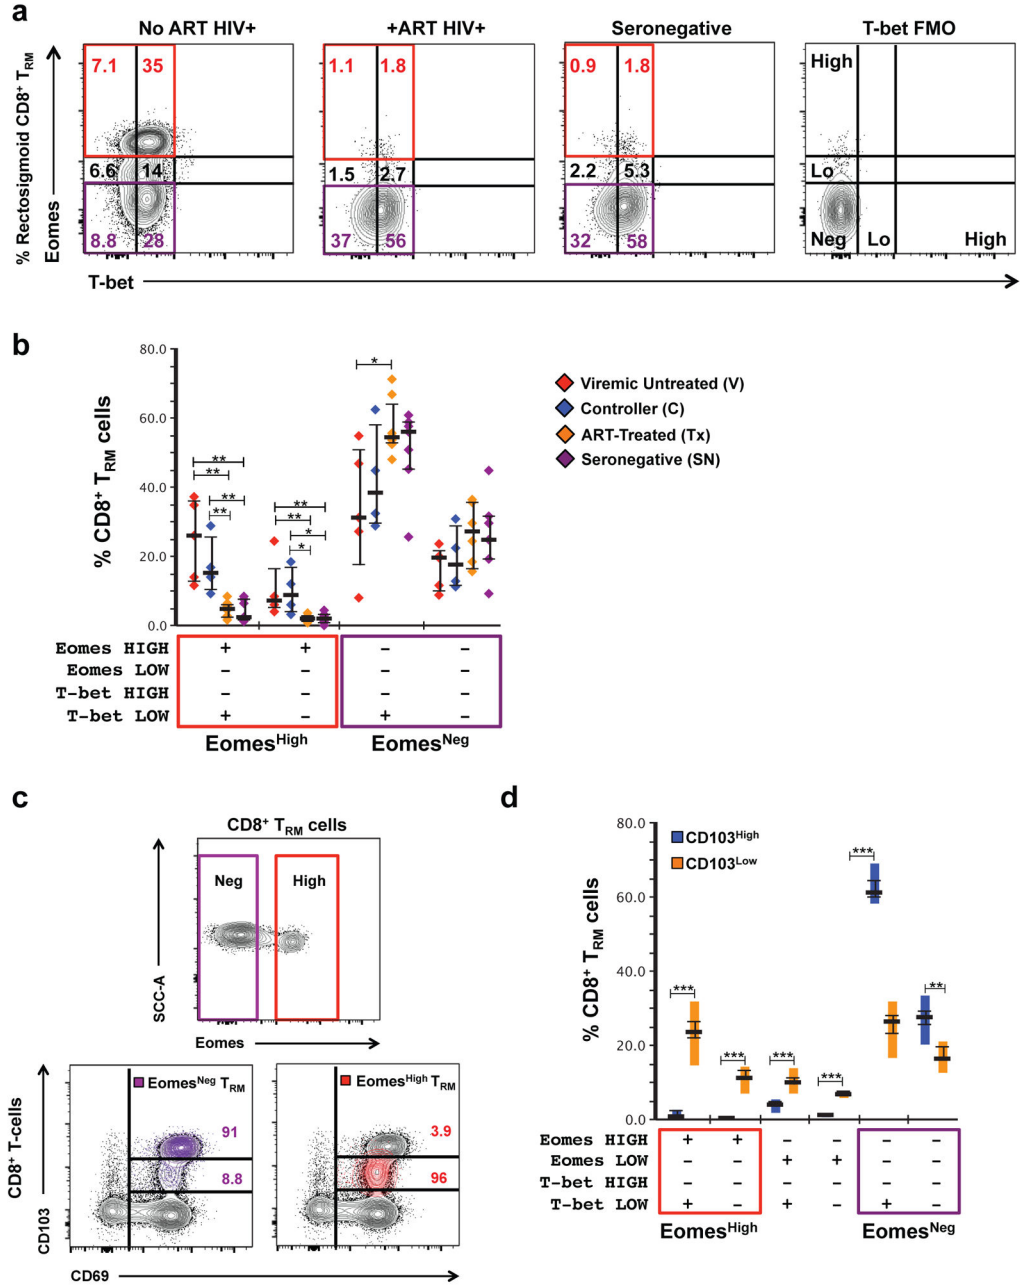 a
No ART HIV+
+ART HIV+
Seronegative
T-bet FMO
% Rectosigmoid CD8+ TRM
Eomes
7.1 35
6.6 14
8.8 28
1.1 1.8
1.5 2.7
37 56
0.9 1.8
2.2 5.3
32 58
High
Lo
Neg Lo High
T-bet
b
% CD8+ TRM cells
80.0
60.0
40.0
20.0
0.0
**
**
**
**
**
**
*
*
*
Viremic Untreated (V)
Controller (C)
ART-Treated (Tx)
Seronegative (SN)
Eomes HIGH + + – –
Eomes LOW – – – –
T-bet HIGH – – – –
T-bet LOW + – + –
EomesHigh EomesNeg
c
CD8+ TRM cells
SCC-A
Neg High
Eomes
CD8+ T-cells
CD103
EomesNeg TRM
91
8.8
EomesHigh TRM
3.9
96
CD69
d
% CD8+ TRM cells
80.0
60.0
40.0
20.0
0.0
CD103High
CD103Low
***
***
***
***
***
**
Eomes HIGH + + – – – –
Eomes LOW – – + + – –
T-bet HIGH – – – – – –
T-bet LOW + – + – + –
EomesHigh EomesNeg